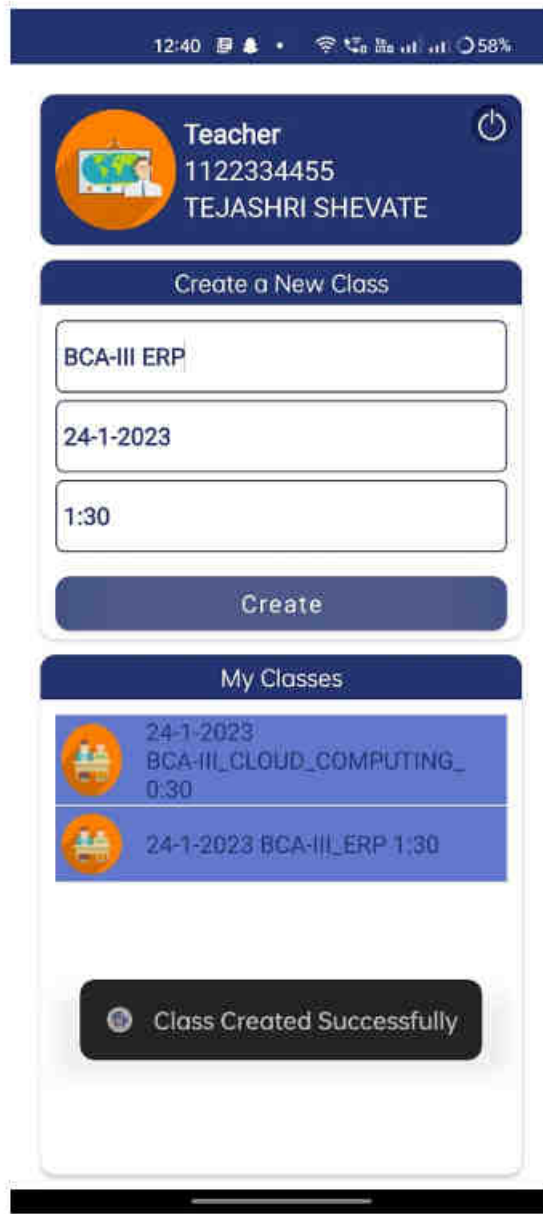 12:40 58%
Teacher
1122334455
TEJASHRI SHEVATE
Create a New Class
BCA-III ERP
24-1-2023
1:30
Create
My Classes
24-1-2023
BCA-III_CLOUD_COMPUTING_
0:30
24-1-2023 BCA-III_ERP 1:30
Class Created Successfully